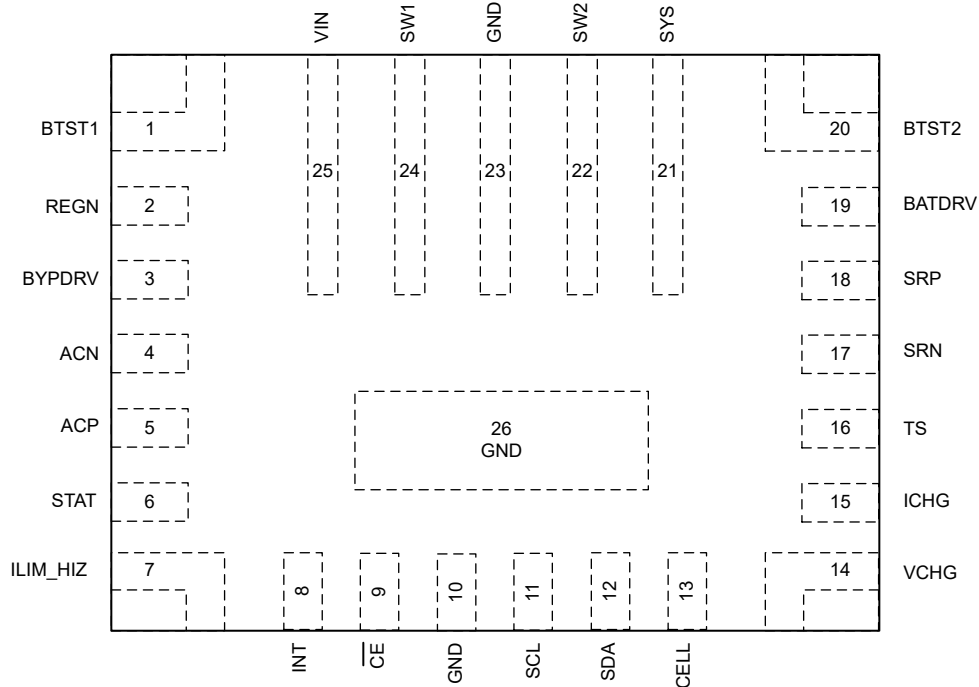 VIN
SW1
GND
SW2
SYS
BTST1
1
20
BTST2
25
24
23
22
21
REGN
2
19
BATDRV
BYPDRV
3
18
SRP
ACN
4
17
SRN
ACP
5
26
GND
16
TS
STAT
6
15
ICHG
ILIM_HIZ
7
14
VCHG
8
9
10
11
12
13
INT
CE
GND
SCL
SDA
CELL